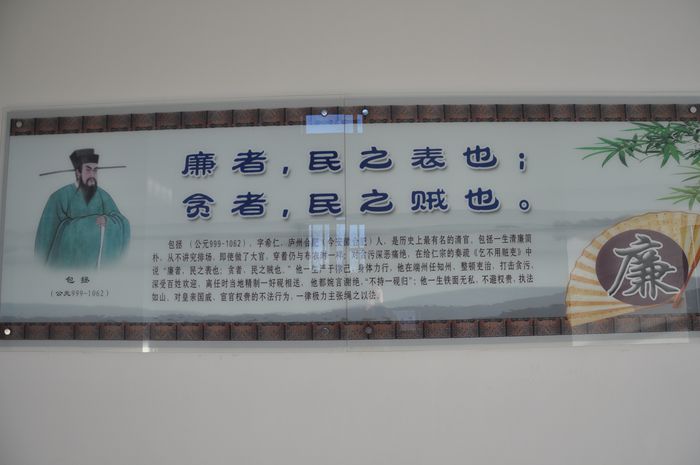 廉者，民之表也；
贪者，民之贼也。
包拯（公元999-1062），字希仁，庐州合肥（今安徽合肥）人，是历史上最有名的清官，包拯一生清廉简
朴，从不讲究排场，即使做了大官，穿着仍与布衣时一样；对贪污深恶痛绝，在给仁宗的奏疏《乞不用赃吏》中
说“廉者，民之表也；贪者，民之贼也。”他一生严于律己，身体力行，他在端州任知州、整顿吏治、打击贪污，
深受百姓欢迎，离任时当地精制一好砚相送，他都婉言谢绝，“不持一砚归”；他一生铁面无私，不避权贵，执法
如山，对皇亲国戚、宦官权贵的不法行为，一律极力主张绳之以法。
包拯
（公元999-1062）
廉